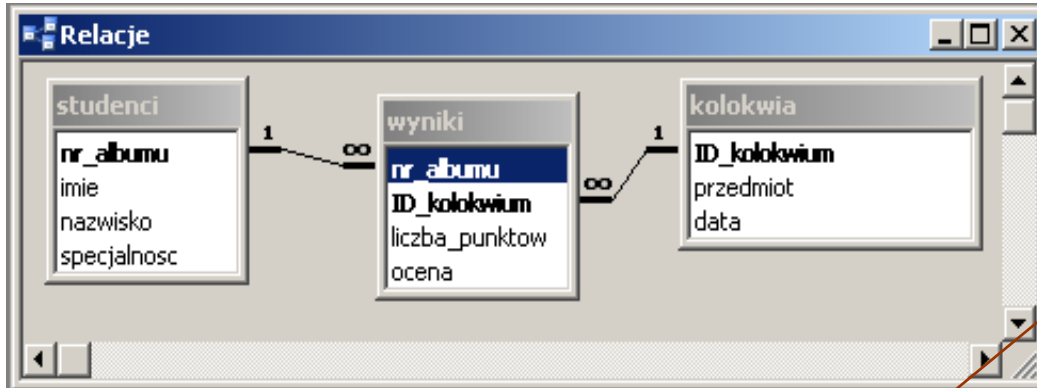 Relacje
studenci
nr_albumu
imie
nazwisko
specjalnosc
1
∞
wyniki
nr_albumu
ID_kolokwium
liczba_punktow
ocena
∞
1
kolokwia
ID_kolokwium
przedmiot
data